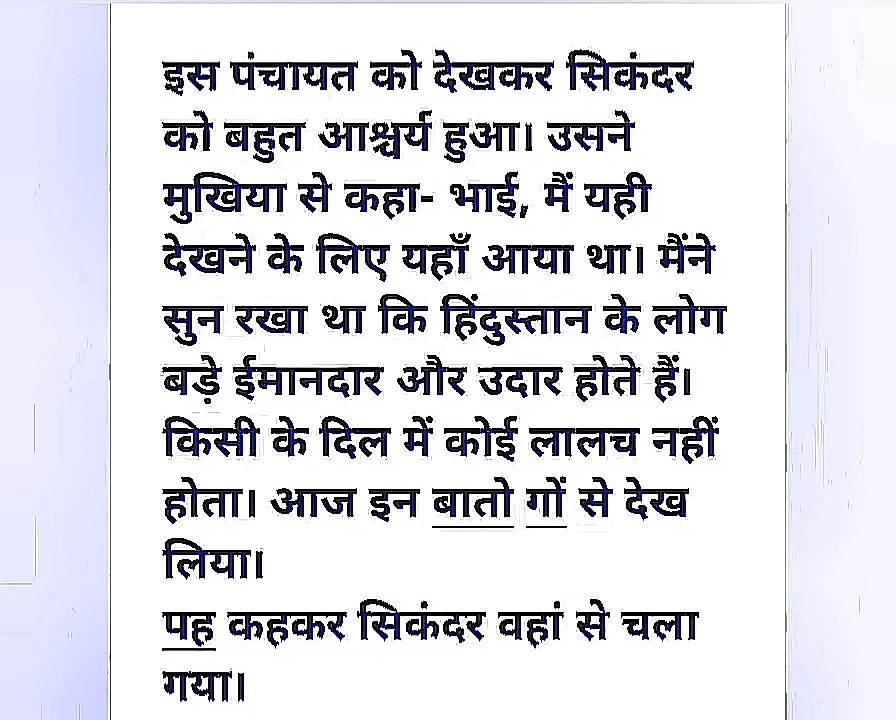 इस पंचायत को देखकर सिकंदर
को बहुत आश्चर्य हुआ। उसने
मुखिया से कहा- भाई, मैं यही
देखने के लिए यहाँ आया था। मैंने
सुन रखा था कि हिंदुस्तान के लोग
बड़े ईमानदार और उदार होते हैं।
किसी के दिल में कोई लालच नहीं
होता। आज इन बातो गों से देख
लिया।
पह कहकर सिकंदर वहां से चला
गया।